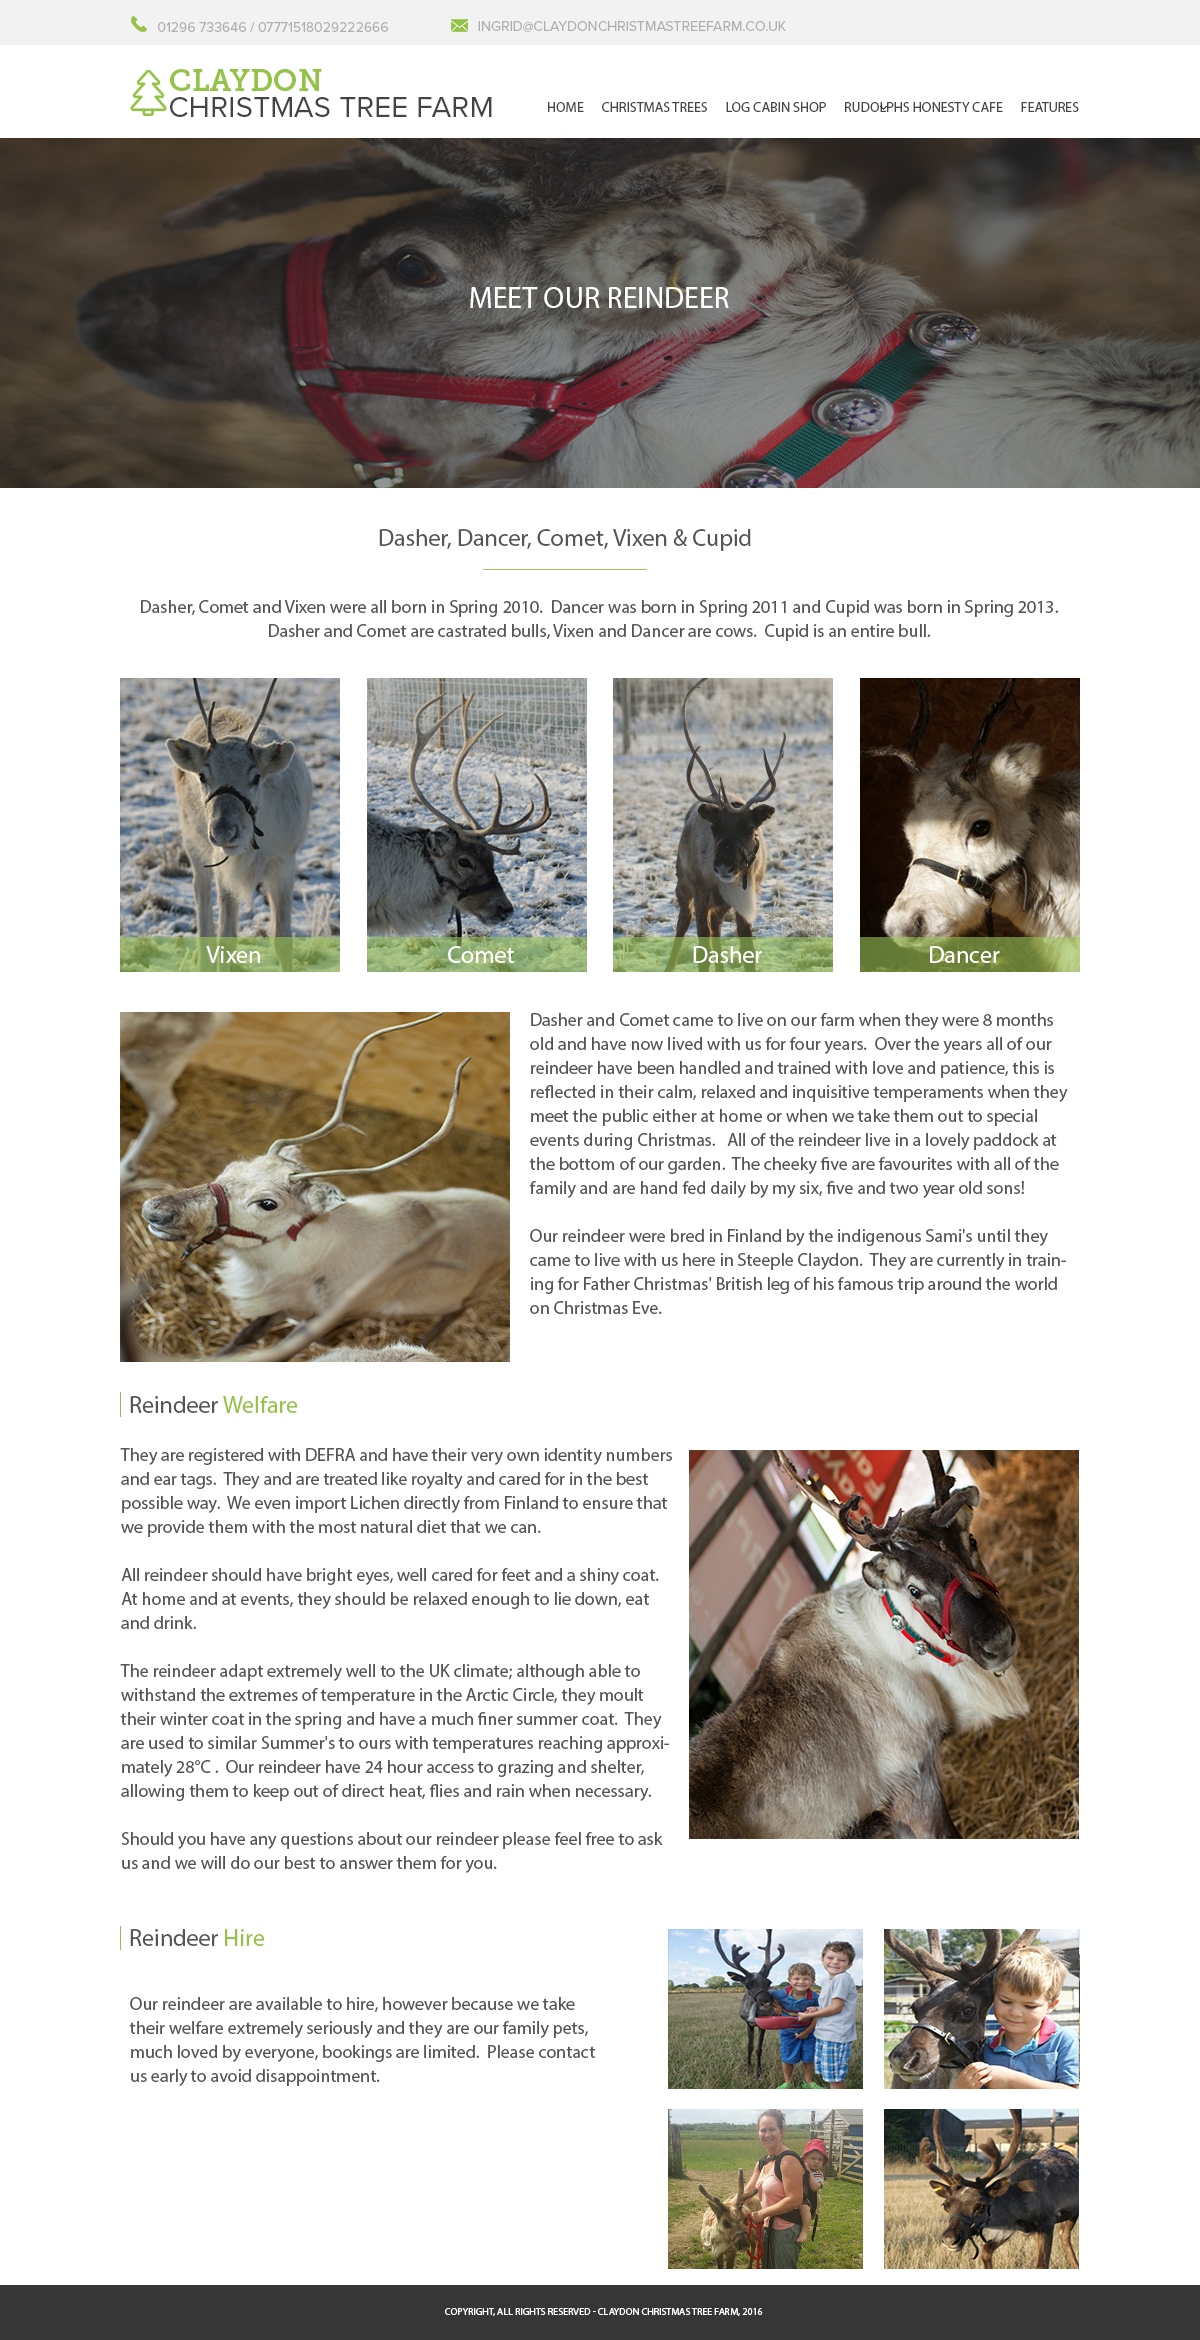 01296 733646 / 07771518029222666
INGRID@CLAYDONCHRISTMASTREEFARM.CO.UK
CLAYDON
CHRISTMAS TREE FARM
HOME CHRISTMAS TREES LOG CABIN SHOP RUDOLPHS HONESTY CAFE FEATURES
MEET OUR REINDEER
Dasher, Dancer, Comet, Vixen & Cupid
Dasher, Comet and Vixen were all born in Spring 2010. Dancer was born in Spring 2011 and Cupid was born in Spring 2013.
Dasher and Comet are castrated bulls, Vixen and Dancer are cows. Cupid is an entire bull.
Vixen
Comet
Dasher
Dancer
Dasher and Comet came to live on our farm when they were 8 months
old and have now lived with us for four years. Over the years all of our
reindeer have been handled and trained with love and patience, this is
reflected in their calm, relaxed and inquisitive temperaments when they
meet the public either at home or when we take them out to special
events during Christmas. All of the reindeer live in a lovely paddock at
the bottom of our garden. The cheeky five are favourites with all of the
family and are hand fed daily by my six, five and two year old sons!
Our reindeer were bred in Finland by the indigenous Sami's until they
came to live with us here in Steeple Claydon. They are currently in train-
ing for Father Christmas' British leg of his famous trip around the world
on Christmas Eve.
Reindeer Welfare
They are registered with DEFRA and have their very own identity numbers
and ear tags. They and are treated like royalty and cared for in the best
possible way. We even import Lichen directly from Finland to ensure that
we provide them with the most natural diet that we can.
All reindeer should have bright eyes, well cared for feet and a shiny coat.
At home and at events, they should be relaxed enough to lie down, eat
and drink.
The reindeer adapt extremely well to the UK climate; although able to
withstand the extremes of temperature in the Arctic Circle, they moult
their winter coat in the spring and have a much finer summer coat. They
are used to similar Summer's to ours with temperatures reaching approxi-
mately 28°C . Our reindeer have 24 hour access to grazing and shelter,
allowing them to keep out of direct heat, flies and rain when necessary.
Should you have any questions about our reindeer please feel free to ask
us and we will do our best to answer them for you.
Reindeer Hire
Our reindeer are available to hire, however because we take
their welfare extremely seriously and they are our family pets,
much loved by everyone, bookings are limited. Please contact
us early to avoid disappointment.
COPYRIGHT, ALL RIGHTS RESERVED - CLAYDON CHRISTMAS TREE FARM, 2016